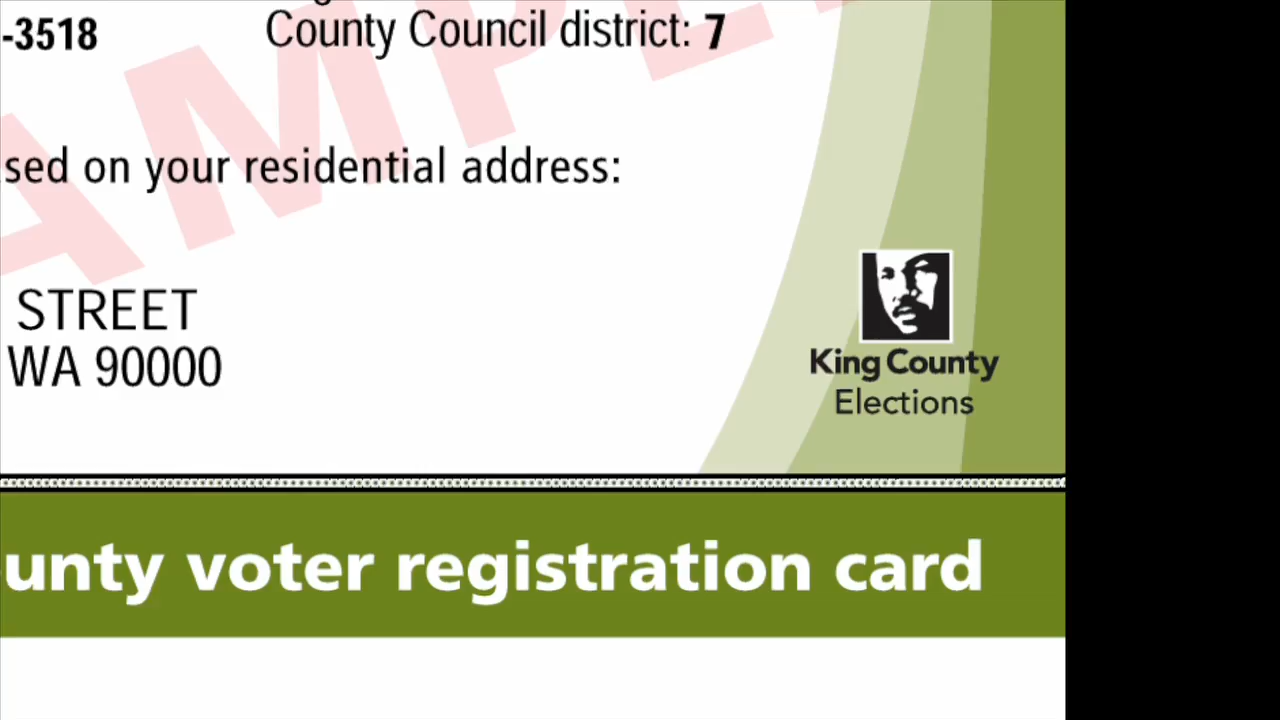 -3518
County Council district: 7
AMPL
sed on your residential address:
STREET
WA 90000
King County
Elections
unty voter registration card